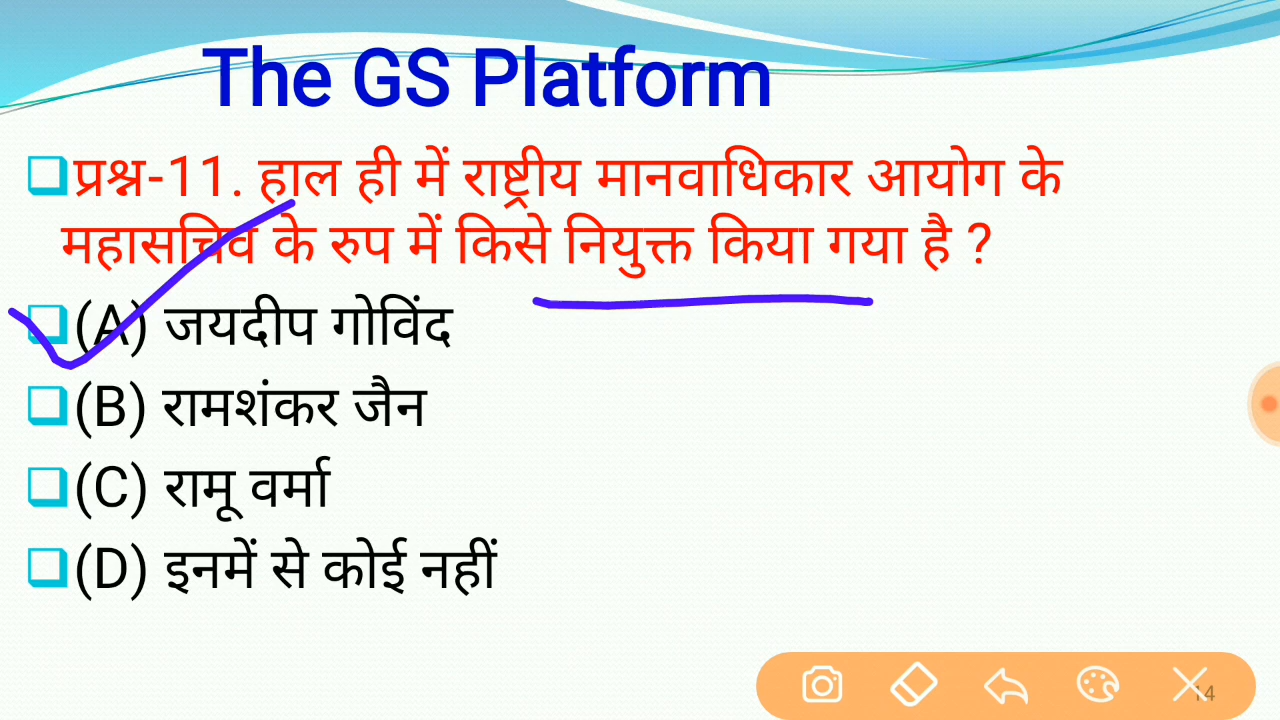 The GS Platform
प्रश्न-11. हाल ही में राष्ट्रीय मानवाधिकार आयोग के
महासचिव के रुप में किसे नियुक्त किया गया है ?
(A) जयदीप गोविंद
(B) रामशंकर जैन
(C) रामू वर्मा
(D) इनमें से कोई नहीं
14